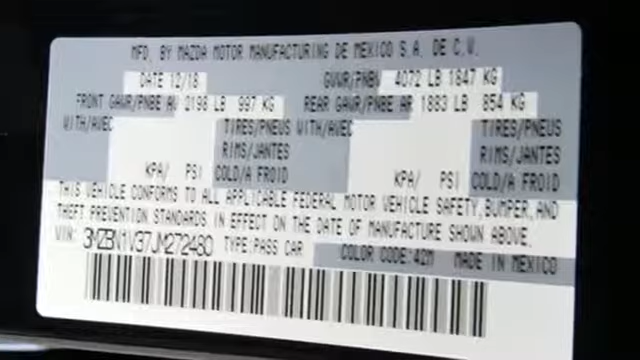 MFD. BY MAZDA MOTOR MANUFACTURING DE MEXICO S.A. DE C.V.
DATE 12/18 GVWR/PNBV 4072 LB 1847 KG
FRONT GAWR/PNBE AV 2198 LB 997 KG REAR GAWR/PNBE AR 1883 LB 854 KG
WITH/AVEC TIRES/PNEUS WITH/AVEC TIRES/PNEUS
RIMS/JANTES RIMS/JANTES
KPA/ PSI COLD/A FROID KPA/ PSI COLD/A FROID
THIS VEHICLE CONFORMS TO ALL APPLICABLE FEDERAL MOTOR VEHICLE SAFETY, BUMPER, AND
THEFT PREVENTION STANDARDS IN EFFECT ON THE DATE OF MANUFACTURE SHOWN ABOVE.
VIN: 3MZBN1V37JM272480 TYPE:PASS CAR COLOR CODE:42M MADE IN MEXICO